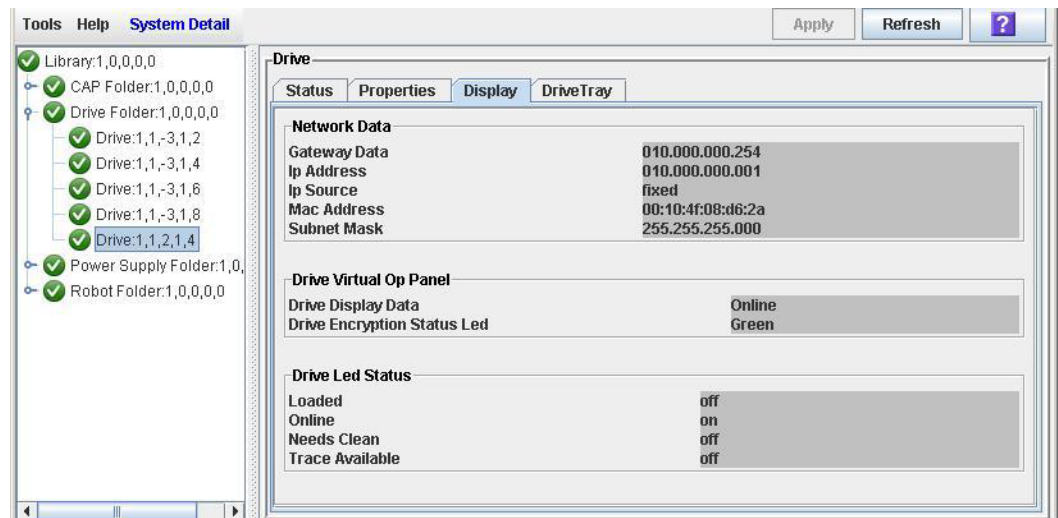 Tools Help System Detail
Apply Refresh ?
Library:1,0,0,0,0
CAP Folder:1,0,0,0,0
Drive Folder:1,0,0,0,0
Drive:1,1,-3,1,2
Drive:1,1,-3,1,4
Drive:1,1,-3,1,6
Drive:1,1,-3,1,8
Drive:1,1,2,1,4
Power Supply Folder:1,0,
Robot Folder:1,0,0,0,0
Drive
Status Properties Display DriveTray
Network Data
Gateway Data 010.000.000.254
Ip Address 010.000.000.001
Ip Source fixed
Mac Address 00:10:4f:08:d6:2a
Subnet Mask 255.255.255.000
Drive Virtual Op Panel
Drive Display Data Online
Drive Encryption Status Led Green
Drive Led Status
Loaded off
Online on
Needs Clean off
Trace Available off